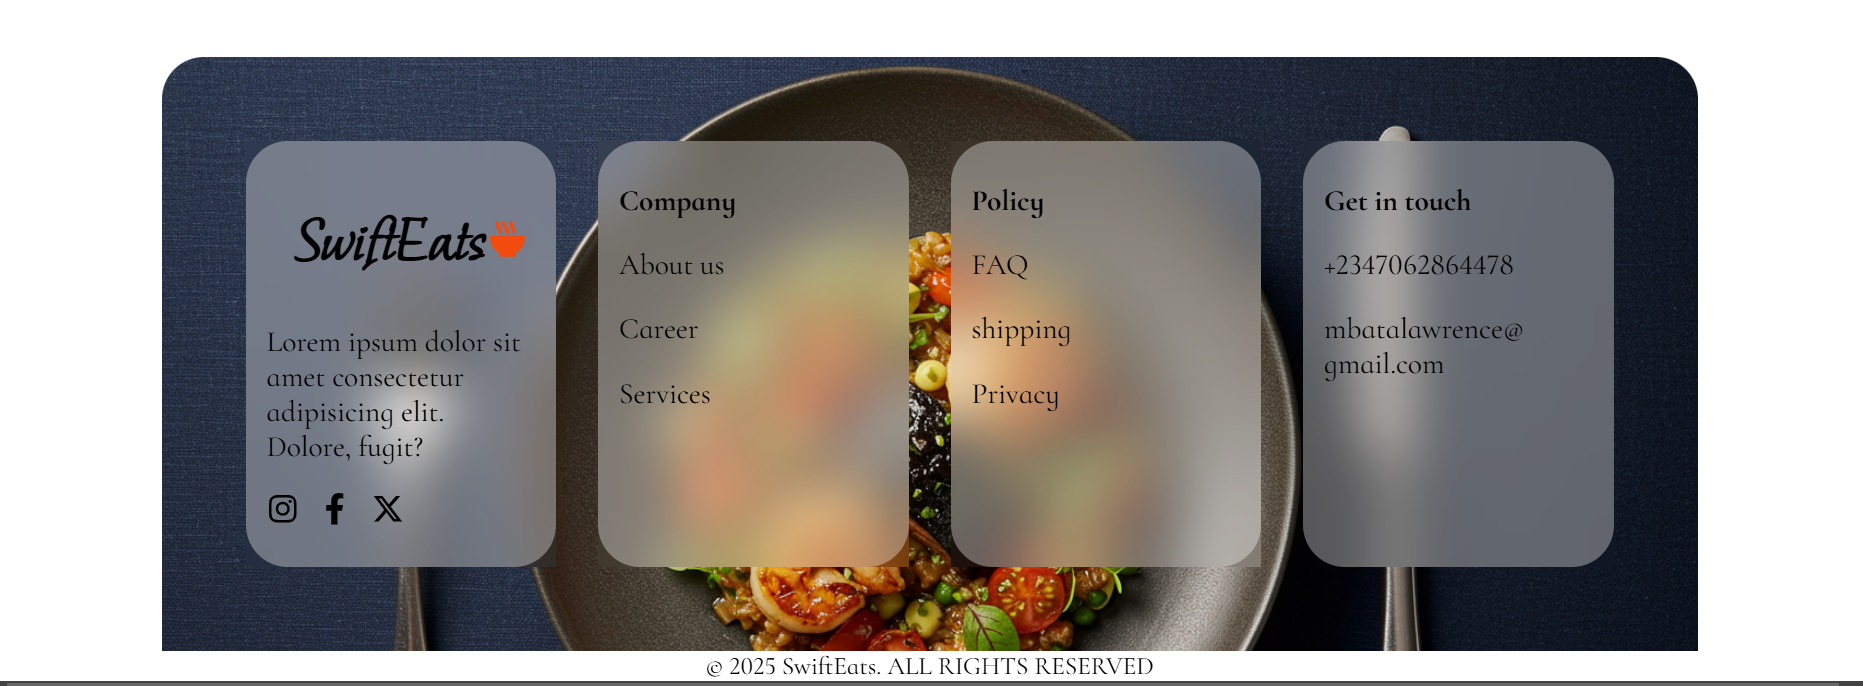 SwiftEats
Lorem ipsum dolor sit
amet consectetur
adipisicing elit.
Dolore, fugit?
Company
About us
Career
Services
Policy
FAQ
shipping
Privacy
Get in touch
+2347062864478
mbatalawrence@
gmail.com
© 2025 SwiftEats. ALL RIGHTS RESERVED